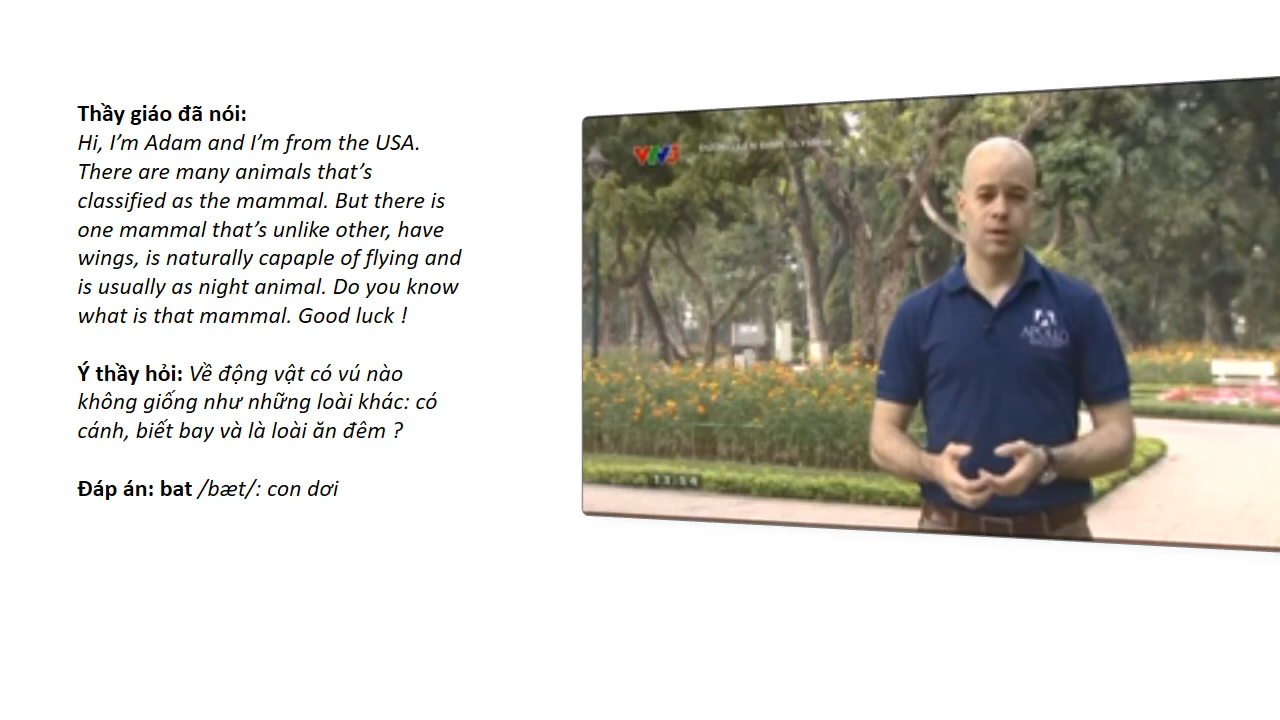 Thầy giáo đã nói:
Hi, I’m Adam and I’m from the USA.
There are many animals that’s
classified as the mammal. But there is
one mammal that’s unlike other, have
wings, is naturally capaple of flying and
is usually as night animal. Do you know
what is that mammal. Good luck !
Ý thầy hỏi: Về động vật có vú nào
không giống như những loài khác: có
cánh, biết bay và là loài ăn đêm ?
Đáp án: bat /bæt/: con dơi
VTV3
APOLLO
13:54